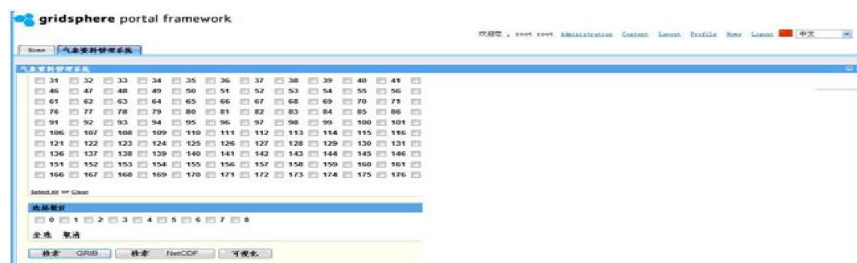 gridsphere portal framework
欢迎您 , root root Administration Content Layout Profile Home Logout 中文
Home 气象资料管理系统
气象资料管理系统
31 32 33 34 35 36 37 38 39 40 41
46 47 48 49 50 51 52 53 54 55 56
61 62 63 64 65 66 67 68 69 70 71
76 77 78 79 80 81 82 83 84 85 86
91 92 93 94 95 96 97 98 99 100 101
106 107 108 109 110 111 112 113 114 115 116
121 122 123 124 125 126 127 128 129 130 131
136 137 138 139 140 141 142 143 144 145 146
151 152 153 154 155 156 157 158 159 160 161
166 167 168 169 170 171 172 173 174 175 176
Select All or Clear
选择
0 1 2 3 4 5 6 7 8
全选 取消
检索 GRIB 检索 NetCDF 可视化